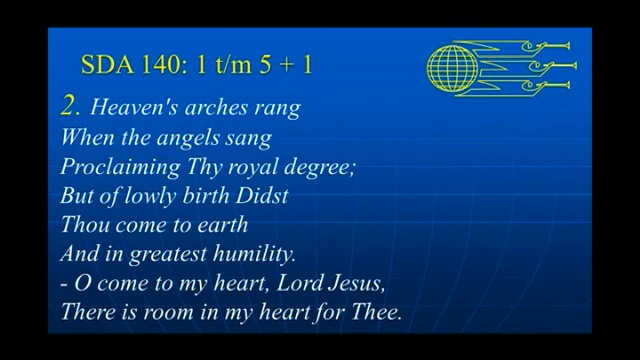 SDA 140: 1 t/m 5 + 1
2. Heaven's arches rang
When the angels sang
Proclaiming Thy royal degree;
But of lowly birth Didst
Thou come to earth
And in greatest humility.
- O come to my heart, Lord Jesus,
There is room in my heart for Thee.